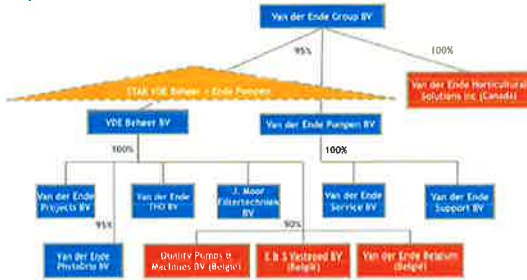 Van der Ende Group BV
95%
100%
STAK VDE Beheer - Ende Pompen
Van der Ende Horticultural
Solutions Inc (Canada)
VDE Beheer BV
Van der Ende Pompen BV
100%
100%
Van der Ende
Projects BV
Van der Ende
BV
J. Moor
Filtertechniek
BV
Van der Ende
Service BV
Van der Ende
Support BV
95%
90%
Van der Ende
BV
Quality Pumps &
Machines BV (België)
E & S Vastgoed BV
(België)
Van der Ende Belgium
(België)